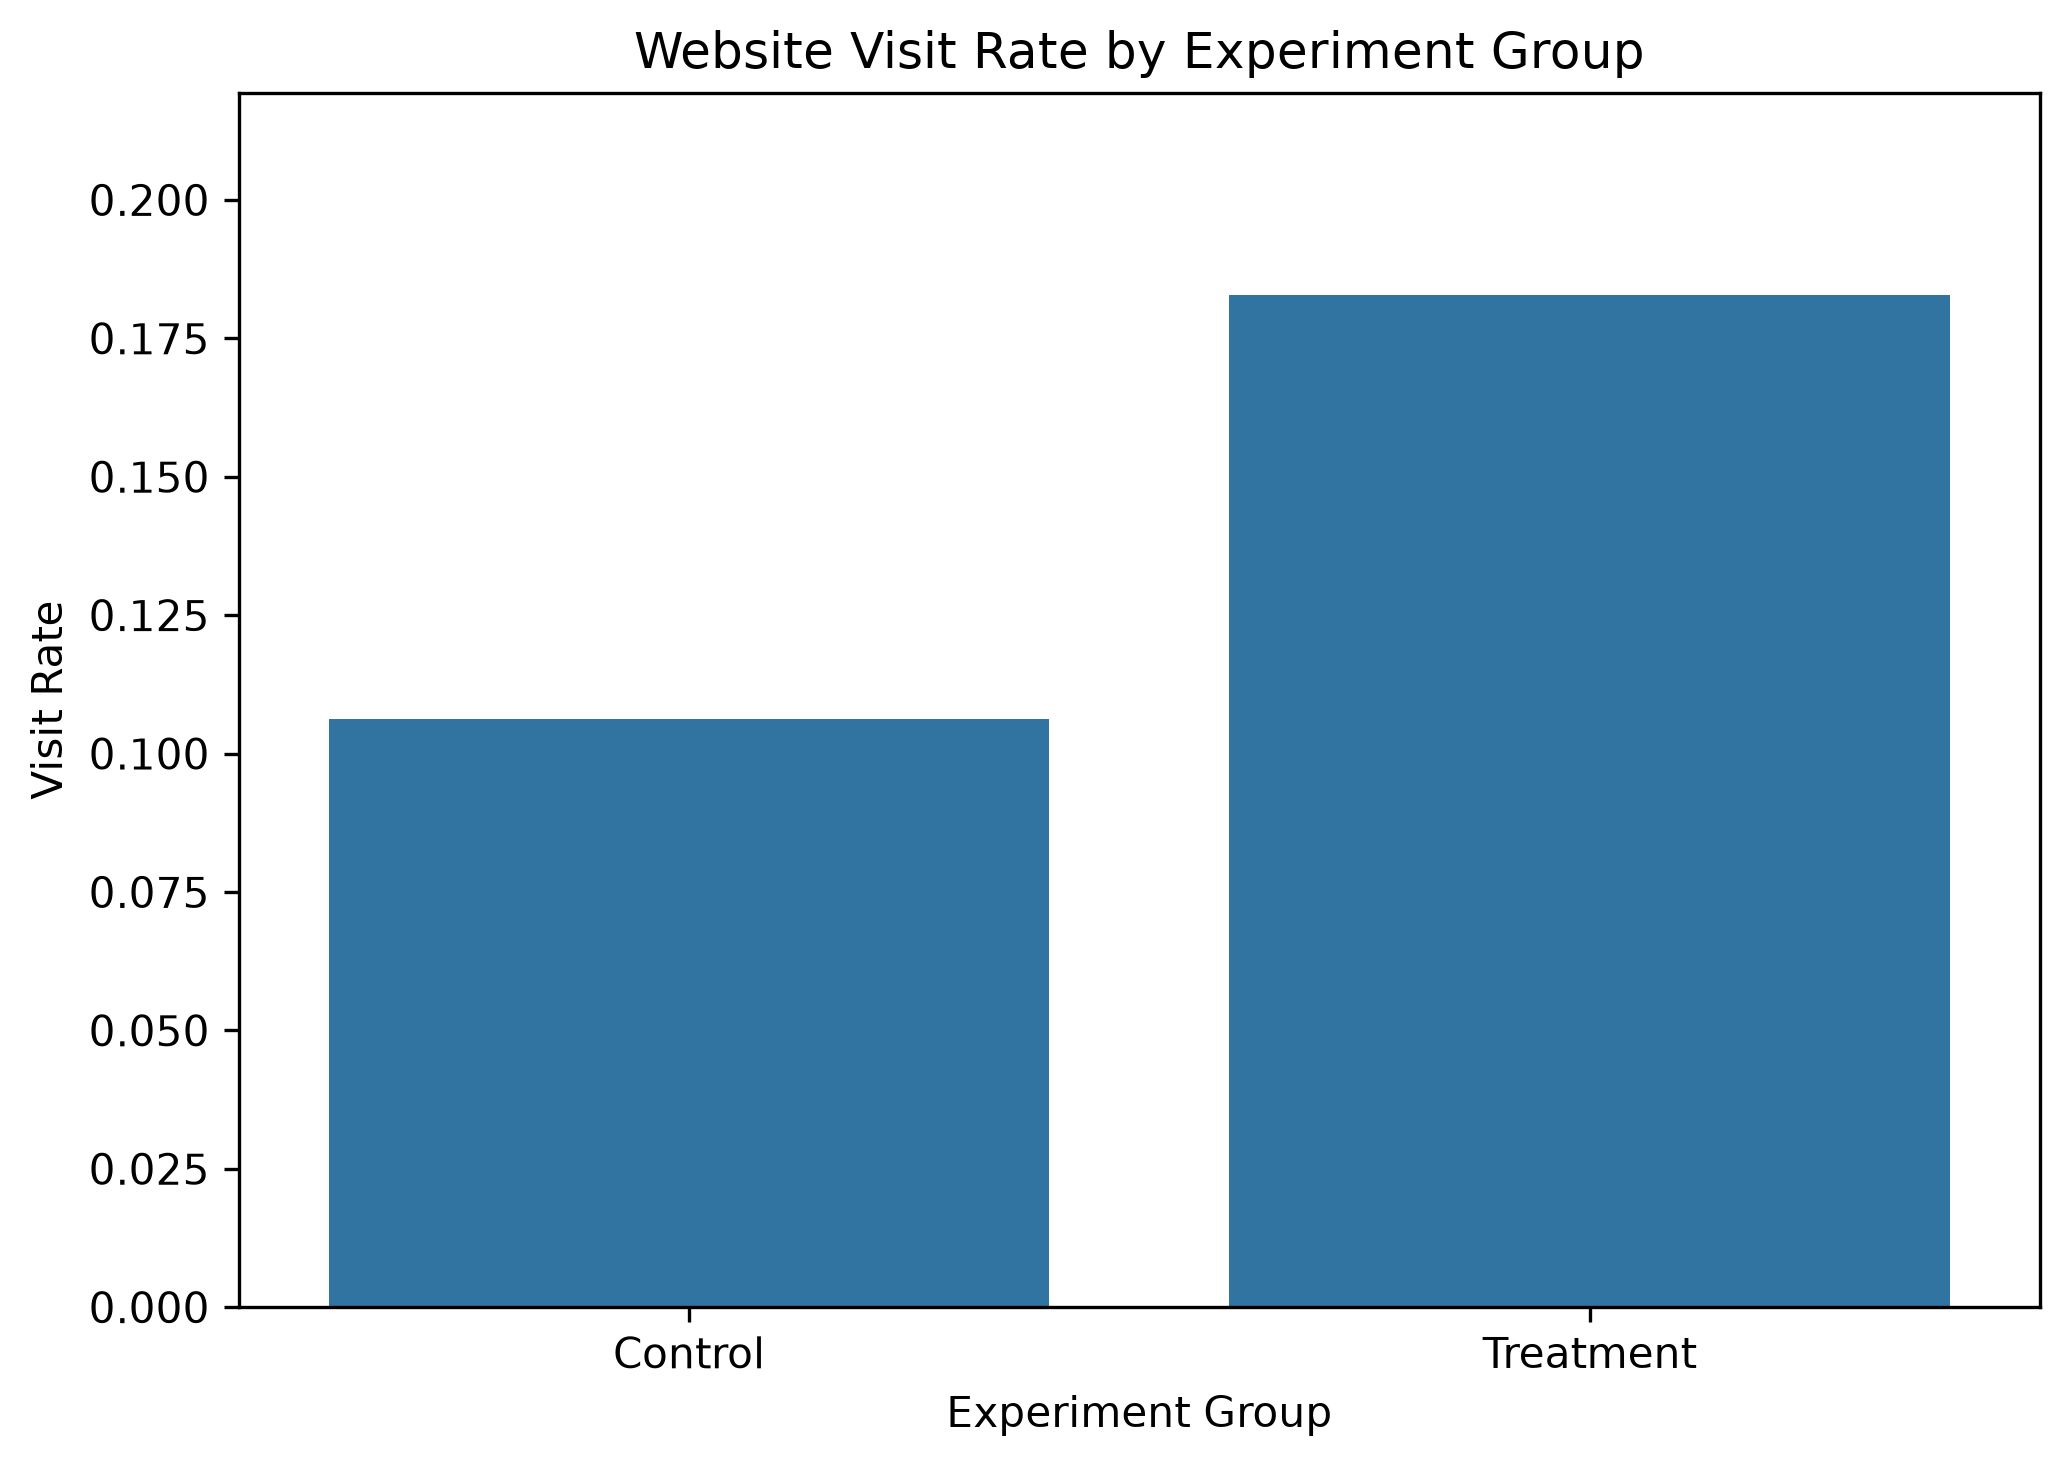 Website Visit Rate by Experiment Group
0.200
0.175
0.150
0.125
0.100
0.075
0.050
0.025
0.000
Visit Rate
Control
Treatment
Experiment Group